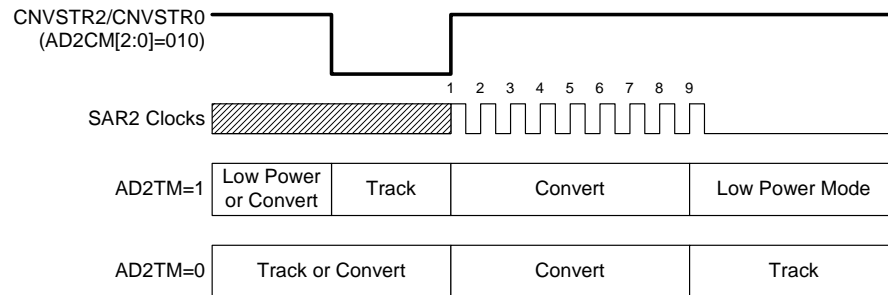 CNVSTR2/CNVSTR0
(AD2CM[2:0]=010)
1 2 3 4 5 6 7 8 9
SAR2 Clocks
AD2TM=1
Low Power
or Convert
Track
Convert
Low Power Mode
AD2TM=0
Track or Convert
Convert
Track